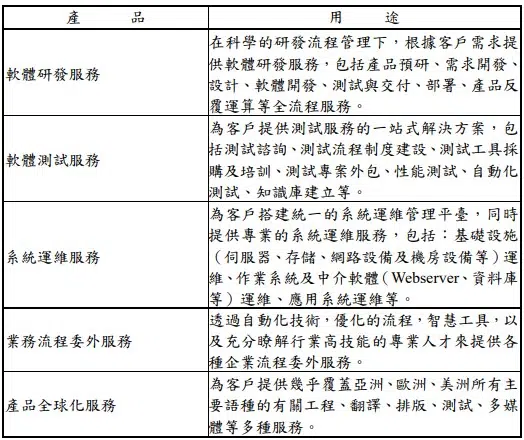 產　　品
用　　途
軟體研發服務
在科學的研發流程管理下，根據客戶需求提
供軟體研發服務，包括產品預研、需求開發、
設計、軟體開發、測試與交付、部署、產品反
覆運算等全流程服務。
軟體測試服務
為客戶提供測試服務的一站式解決方案，包
括測試諮詢、測試流程制度建設、測試工具採
購及培訓、測試專案外包、性能測試、自動化
測試、知識庫建立等。
系統運維服務
為客戶搭建統一的系統運維管理平臺，同時
提供專業的系統運維服務，包括：基礎設施
（伺服器、存儲、網路設備及機房設備等）運
維、作業系統及中介軟體（Webserver、資料庫
等）運維、應用系統運維等。
業務流程委外服務
透過自動化技術，優化的流程，智慧工具，以
及充分瞭解行業高技能的專業人才來提供各
種企業流程委外服務。
產品全球化服務
為客戶提供幾乎覆蓋亞洲、歐洲、美洲所有主
要語種的有關工程、翻譯、排版、測試、多媒
體等多種服務。